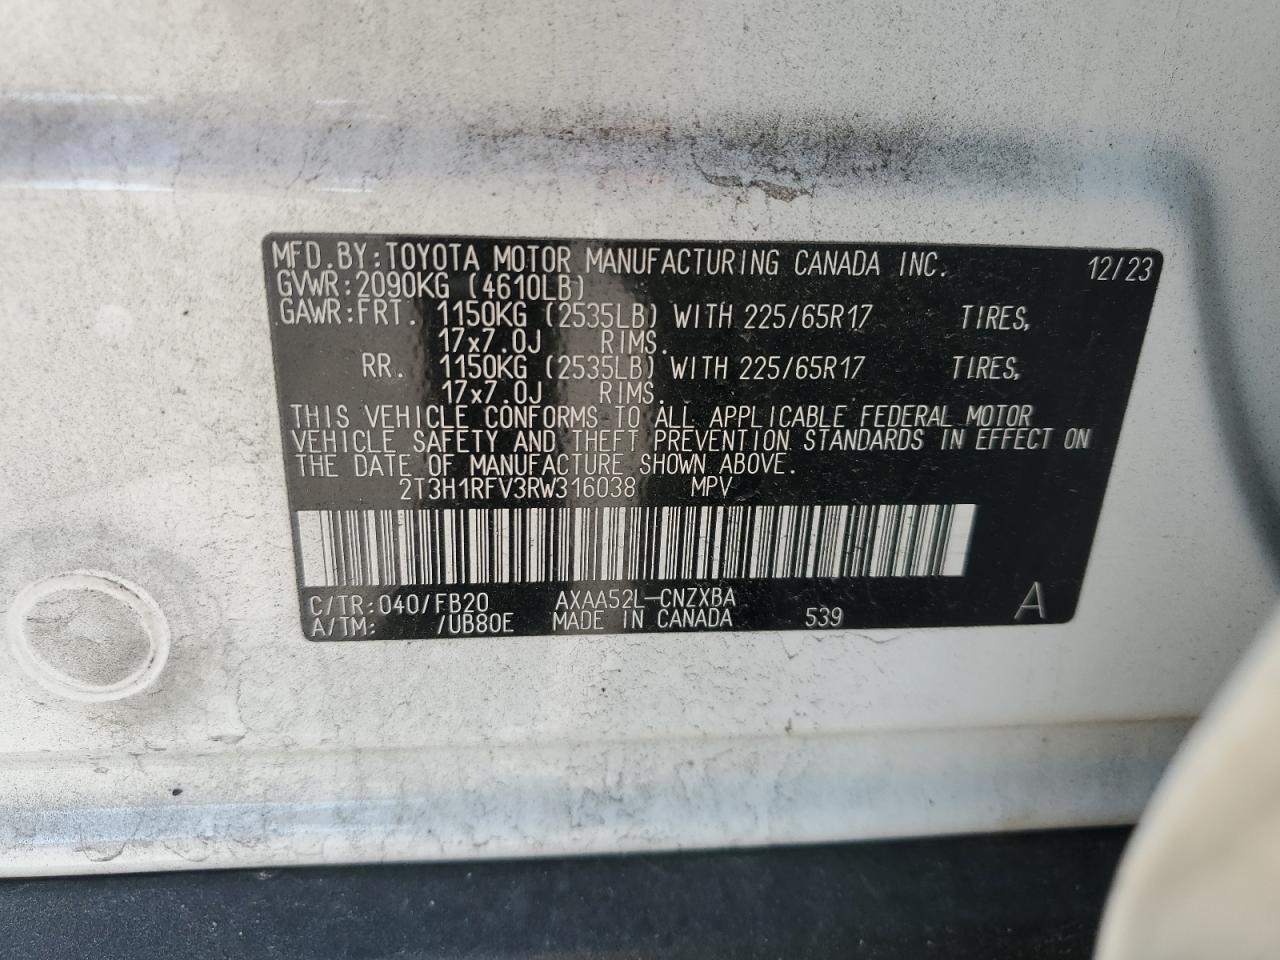 MFD.BY:TOYOTA MOTOR MANUFACTURING CANADA INC. 12/23
GVWR:2090KG (4610LB)
GAWR:FRT. 1150KG (2535LB) WITH 225/65R17 TIRES,
17x7.0J RIMS.
RR. 1150KG (2535LB) WITH 225/65R17 TIRES,
17x7.0J RIMS.
THIS VEHICLE CONFORMS TO ALL APPLICABLE FEDERAL MOTOR
VEHICLE SAFETY AND THEFT PREVENTION STANDARDS IN EFFECT ON
THE DATE OF MANUFACTURE SHOWN ABOVE.
2T3H1RFV3RW316038 MPV
C/TR:040/FB20 AXAA52L-CNZXBA
A/TM: /UB80E MADE IN CANADA 539 A